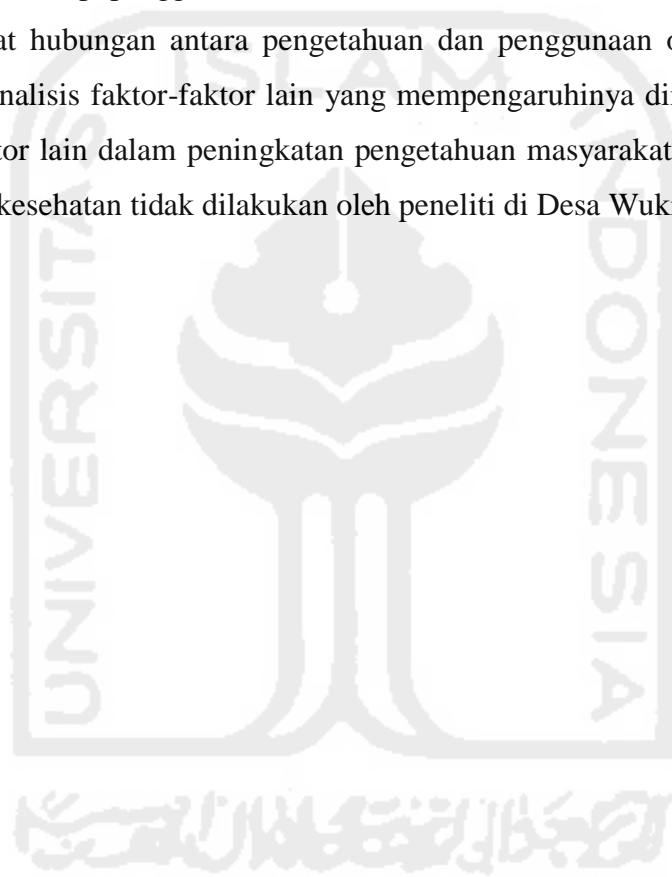 at hubungan antara pengetahuan dan penggunaan o
nalisis faktor-faktor lain yang mempengaruhinya di
tor lain dalam peningkatan pengetahuan masyarakat
kesehatan tidak dilakukan oleh peneliti di Desa Wuk
ISLAM
UNIVERSITAS
INDONESIA